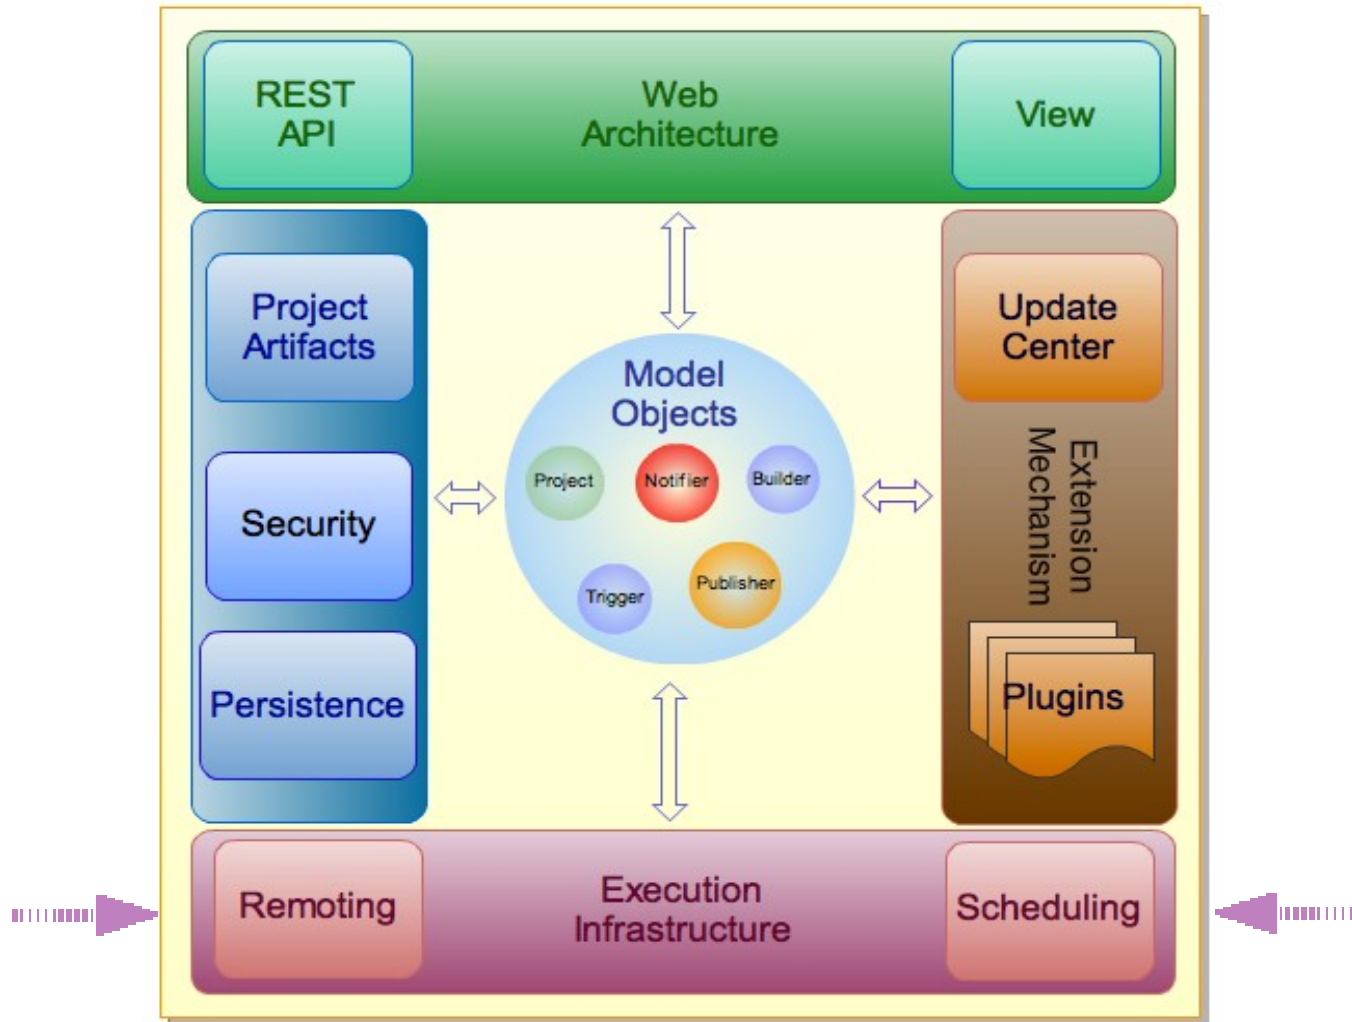 REST
API
Web
Architecture
View
Project
Artifacts
Security
Persistence
Model
Objects
Project
Notifier
Builder
Trigger
Publisher
Update
Center
Extension
Mechanism
Plugins
Remoting
Execution
Infrastructure
Scheduling